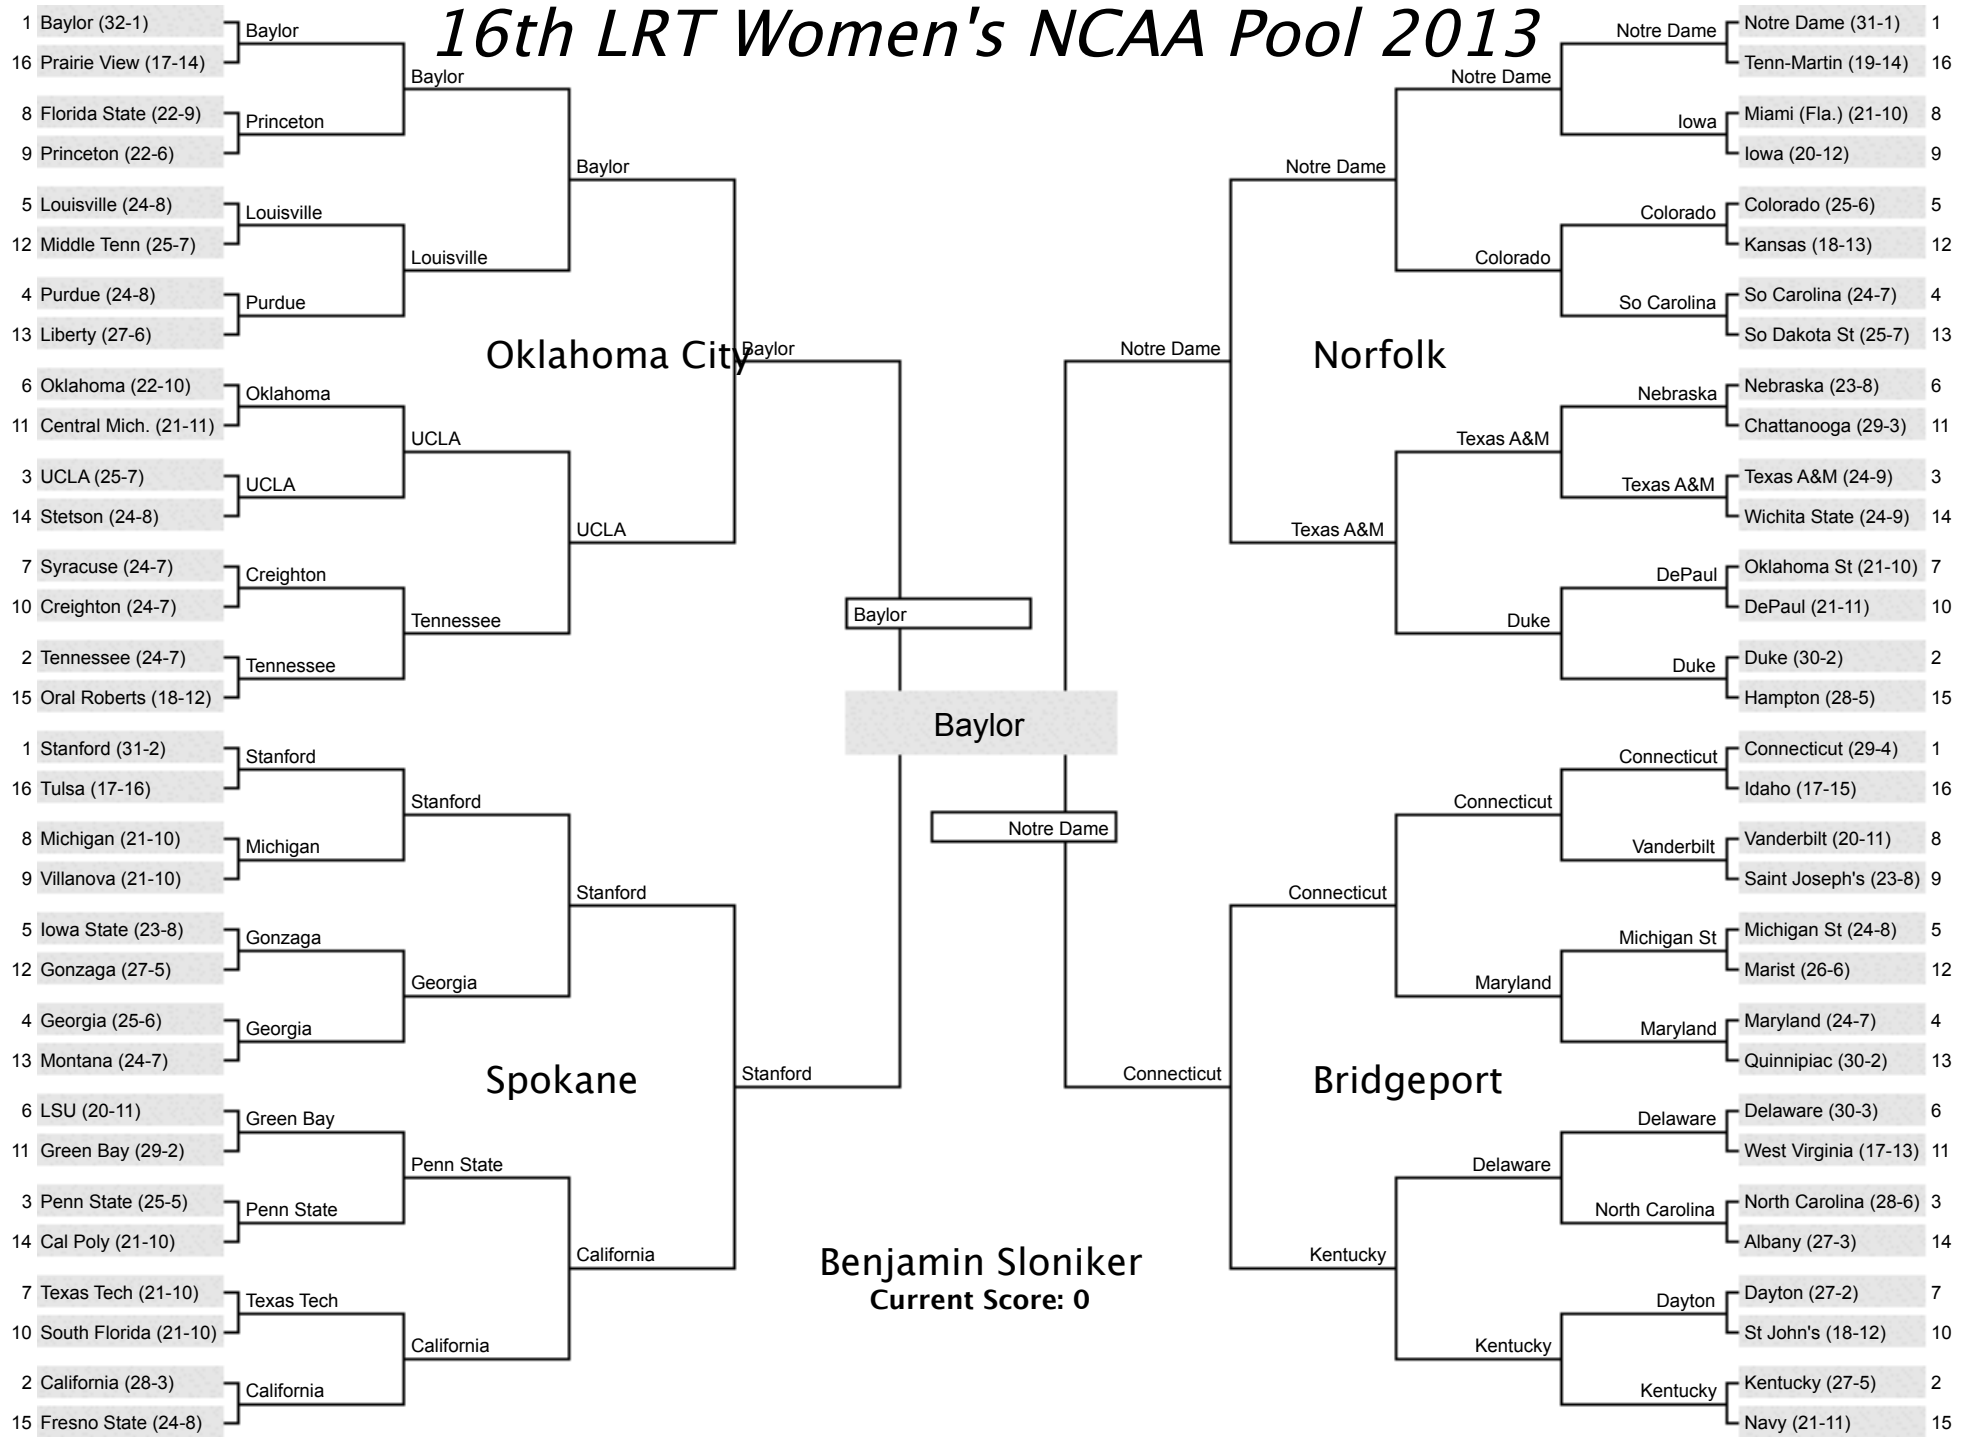 16th LRT Women's NCAA Pool 2013
1 Baylor (32-1)
16 Prairie View (17-14)
8 Florida State (22-9)
9 Princeton (22-6)
5 Louisville (24-8)
12 Middle Tenn (25-7)
4 Purdue (24-8)
13 Liberty (27-6)
6 Oklahoma (22-10)
11 Central Mich. (21-11)
3 UCLA (25-7)
14 Stetson (24-8)
7 Syracuse (24-7)
10 Creighton (24-7)
2 Tennessee (24-7)
15 Oral Roberts (18-12)
Baylor
Princeton
Louisville
Purdue
Oklahoma
UCLA
Creighton
Tennessee
Baylor
Louisville
UCLA
Tennessee
Baylor
UCLA
Oklahoma City
Baylor
1 Stanford (31-2)
16 Tulsa (17-16)
8 Michigan (21-10)
9 Villanova (21-10)
5 Iowa State (23-8)
12 Gonzaga (27-5)
4 Georgia (25-6)
13 Montana (24-7)
6 LSU (20-11)
11 Green Bay (29-2)
3 Penn State (25-5)
14 Cal Poly (21-10)
7 Texas Tech (21-10)
10 South Florida (21-10)
2 California (28-3)
15 Fresno State (24-8)
Stanford
Michigan
Gonzaga
Georgia
Green Bay
Penn State
Texas Tech
California
Stanford
Georgia
Penn State
California
Stanford
California
Spokane
Stanford
Baylor
Baylor
Notre Dame
Benjamin Sloniker
Current Score: 0
Notre Dame
Norfolk
Notre Dame
Texas A&M
Notre Dame
Colorado
Texas A&M
Duke
Notre Dame
Iowa
Colorado
So Carolina
Nebraska
Texas A&M
DePaul
Duke
Notre Dame (31-1) 1
Tenn-Martin (19-14) 16
Miami (Fla.) (21-10) 8
Iowa (20-12) 9
Colorado (25-6) 5
Kansas (18-13) 12
So Carolina (24-7) 4
So Dakota St (25-7) 13
Nebraska (23-8) 6
Chattanooga (29-3) 11
Texas A&M (24-9) 3
Wichita State (24-9) 14
Oklahoma St (21-10) 7
DePaul (21-11) 10
Duke (30-2) 2
Hampton (28-5) 15
Connecticut
Bridgeport
Connecticut
Kentucky
Connecticut
Maryland
Delaware
Kentucky
Connecticut
Vanderbilt
Michigan St
Maryland
Delaware
North Carolina
Dayton
Kentucky
Connecticut (29-4) 1
Idaho (17-15) 16
Vanderbilt (20-11) 8
Saint Joseph's (23-8) 9
Michigan St (24-8) 5
Marist (26-6) 12
Maryland (24-7) 4
Quinnipiac (30-2) 13
Delaware (30-3) 6
West Virginia (17-13) 11
North Carolina (28-6) 3
Albany (27-3) 14
Dayton (27-2) 7
St John's (18-12) 10
Kentucky (27-5) 2
Navy (21-11) 15